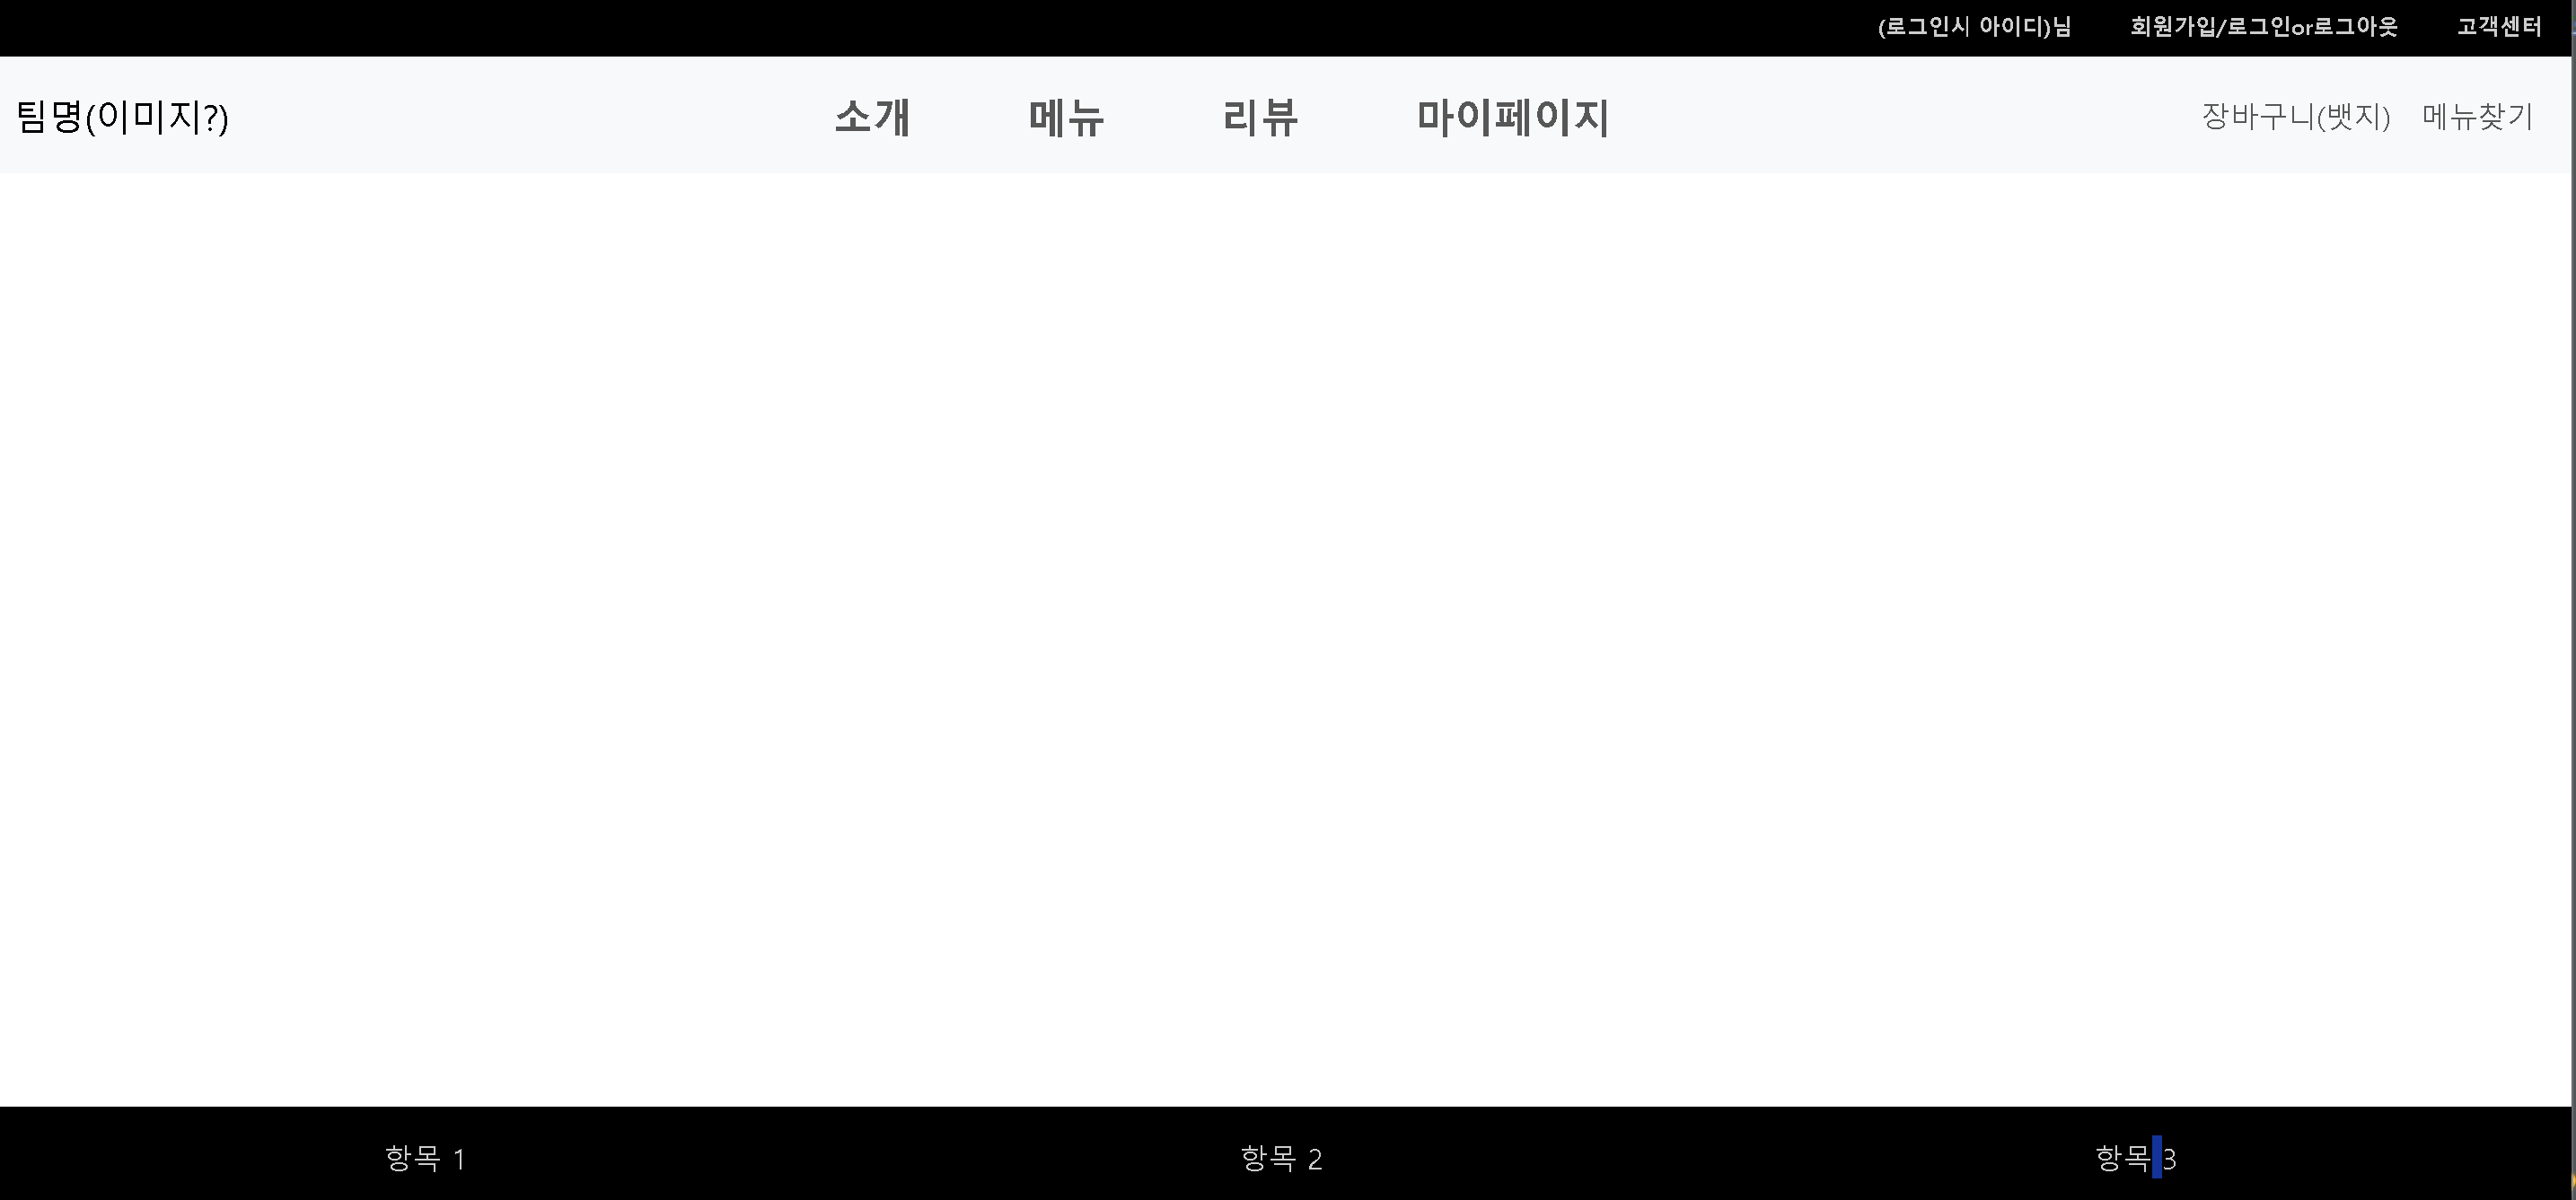 (로그인시 아이디)님 회원가입/로그인or로그아웃 고객센터
팀명(이미지?) 소개 메뉴 리뷰 마이페이지 장바구니(뱃지) 메뉴찾기
항목 1 항목 2 항목 3